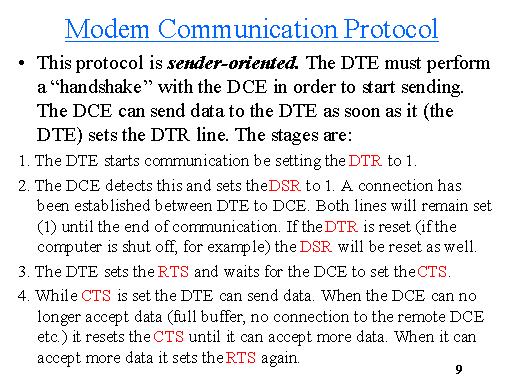 Modem Communication Protocol
• This protocol is sender-oriented. The DTE must perform
a “handshake” with the DCE in order to start sending.
The DCE can send data to the DTE as soon as it (the
DTE) sets the DTR line. The stages are:
1. The DTE starts communication be setting the DTR to 1.
2. The DCE detects this and sets the DSR to 1. A connection has
been established between DTE to DCE. Both lines will remain set
(1) until the end of communication. If the DTR is reset (if the
computer is shut off, for example) the DSR will be reset as well.
3. The DTE sets the RTS and waits for the DCE to set the CTS.
4. While CTS is set the DTE can send data. When the DCE can no
longer accept data (full buffer, no connection to the remote DCE
etc.) it resets the CTS until it can accept more data. When it can
accept more data it sets the RTS again.
9